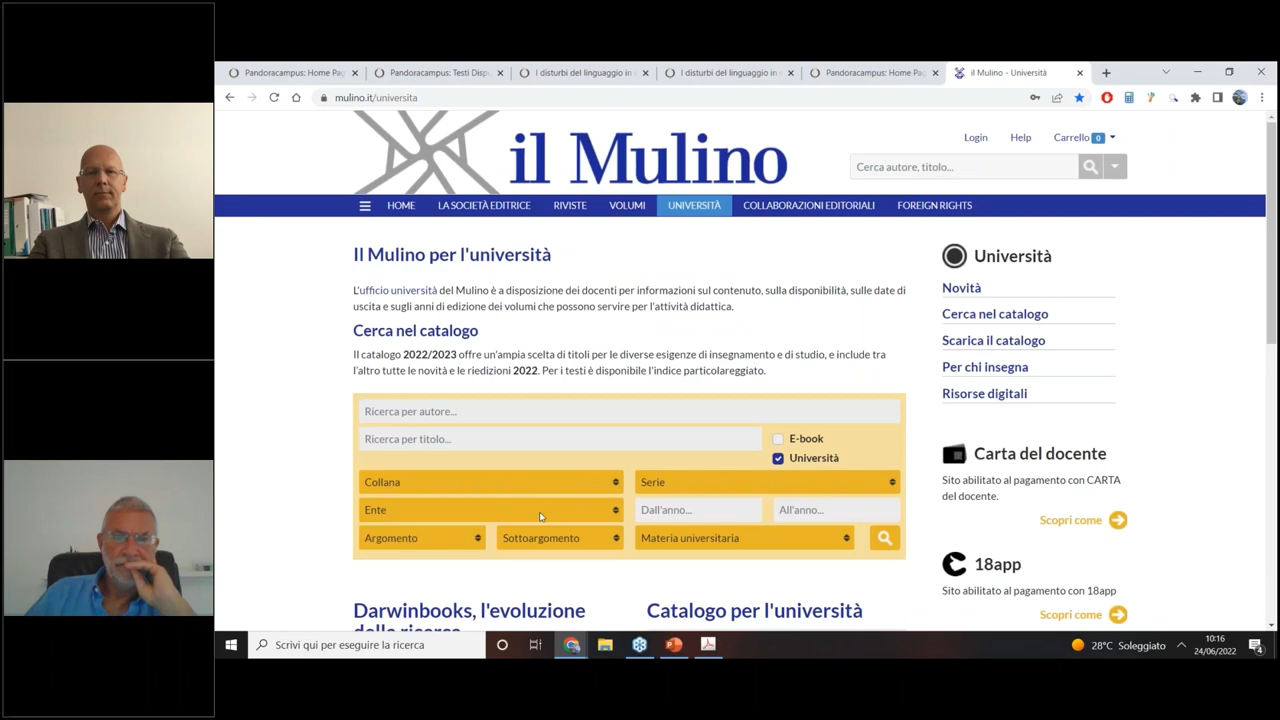 Pandoracampus: Home Pag
Pandoracampus: Testi Disp
I disturbi del linguaggio in e
I disturbi del linguaggio in e
Pandoracampus: Home Pag
il Mulino - Università
mulino.it/universita
il Mulino
Login
Help
Carrello 0
Cerca autore, titolo...
HOME
LA SOCIETÀ EDITRICE
RIVISTE
VOLUMI
UNIVERSITÀ
COLLABORAZIONI EDITORIALI
FOREIGN RIGHTS
Il Mulino per l'università
L'ufficio università del Mulino è a disposizione dei docenti per informazioni sul contenuto, sulla disponibilità, sulle date di
uscita e sugli anni di edizione dei volumi che possono servire per l'attività didattica.
Cerca nel catalogo
Il catalogo 2022/2023 offre un'ampia scelta di titoli per le diverse esigenze di insegnamento e di studio, e include tra
l'altro tutte le novità e le riedizioni 2022. Per i testi è disponibile l'indice particolareggiato.
Ricerca per autore...
Ricerca per titolo...
E-book
Università
Collana
Serie
Ente
Dall'anno...
All'anno...
Argomento
Sottoargomento
Materia universitaria
Darwinbooks, l'evoluzione
della ricerca
Catalogo per l'università
Università
Novità
Cerca nel catalogo
Scarica il catalogo
Per chi insegna
Risorse digitali
Carta del docente
Sito abilitato al pagamento con CARTA
del docente.
Scopri come
18app
Sito abilitato al pagamento con 18app
Scopri come
Scrivi qui per eseguire la ricerca
28°C Soleggiato
10:16
24/06/2022
4